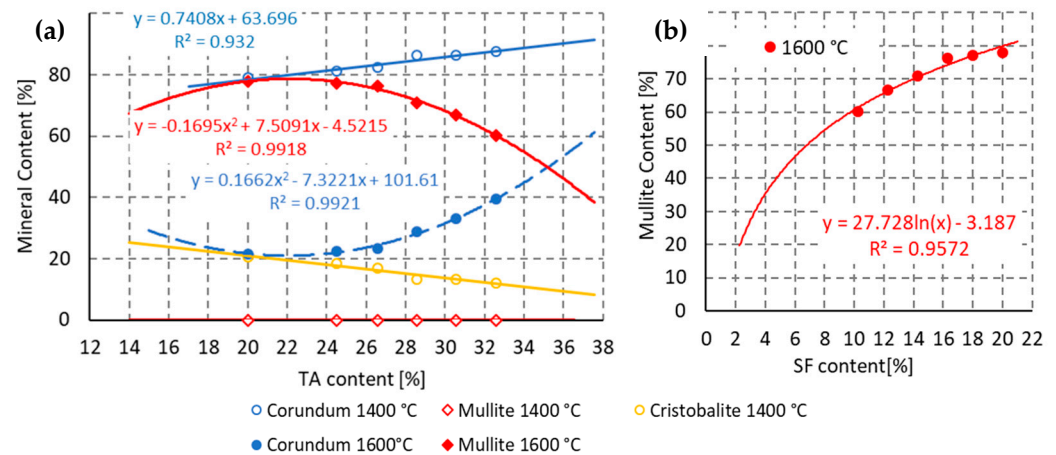 (a)
y = 0.7408x + 63.696
R² = 0.932
y = -0.1695x² + 7.5091x - 4.5215
R² = 0.9918
y = 0.1662x² - 7.3221x + 101.61
R² = 0.9921
Mineral Content [%]
100
80
60
40
20
0
12 14 16 18 20 22 24 26 28 30 32 34 36 38
TA content [%]
(b)
1600 °C
Mullite Content [%]
80
70
60
50
40
30
20
10
0
y = 27.728ln(x) - 3.187
R² = 0.9572
0 2 4 6 8 10 12 14 16 18 20 22
SF content[%]
Corundum 1400 °C Mullite 1400 °C Cristobalite 1400 °C
Corundum 1600°C Mullite 1600 °C